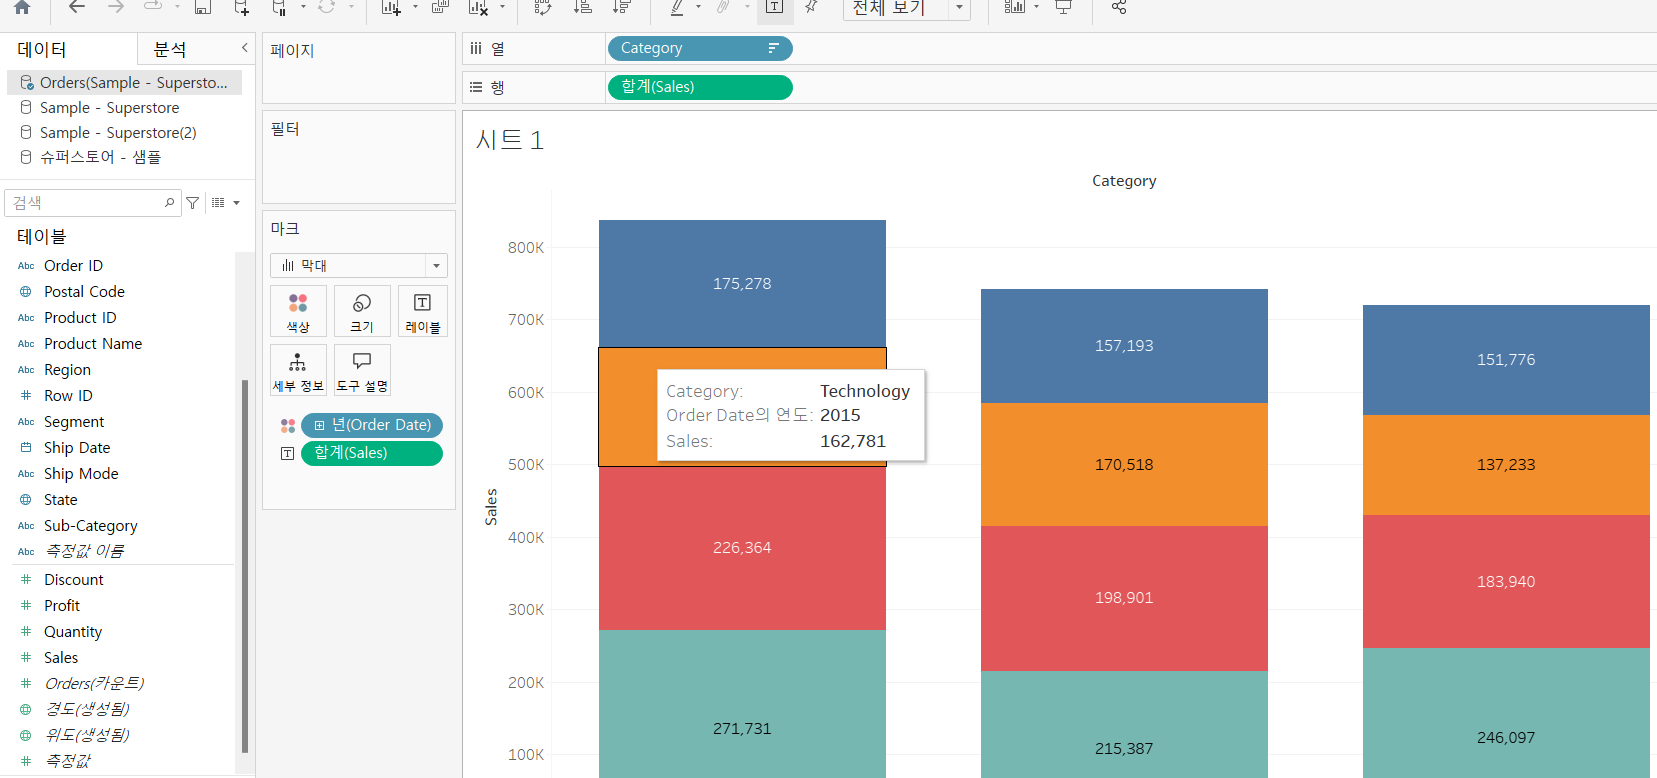 전체 보기
데이터
분석
Orders(Sample - Supersto...
Sample - Superstore
Sample - Superstore(2)
슈퍼스토어 - 샘플
검색
테이블
Abc Order ID
Postal Code
Abc Product ID
Abc Product Name
Abc Region
# Row ID
Abc Segment
Ship Date
Abc Ship Mode
State
Abc Sub-Category
Abc 측정값 이름
# Discount
# Profit
# Quantity
# Sales
# Orders(카운트)
경도(생성됨)
위도(생성됨)
# 측정값
페이지
필터
마크
막대
색상
크기
T
레이블
세부 정보
도구 설명
년(Order Date)
T 합계(Sales)
열
Category
행
합계(Sales)
시트 1
Category
Sales
800K
700K
600K
500K
400K
300K
200K
100K
175,278
226,364
271,731
157,193
170,518
198,901
215,387
151,776
137,233
183,940
246,097
Category: Technology
Order Date의 연도: 2015
Sales: 162,781